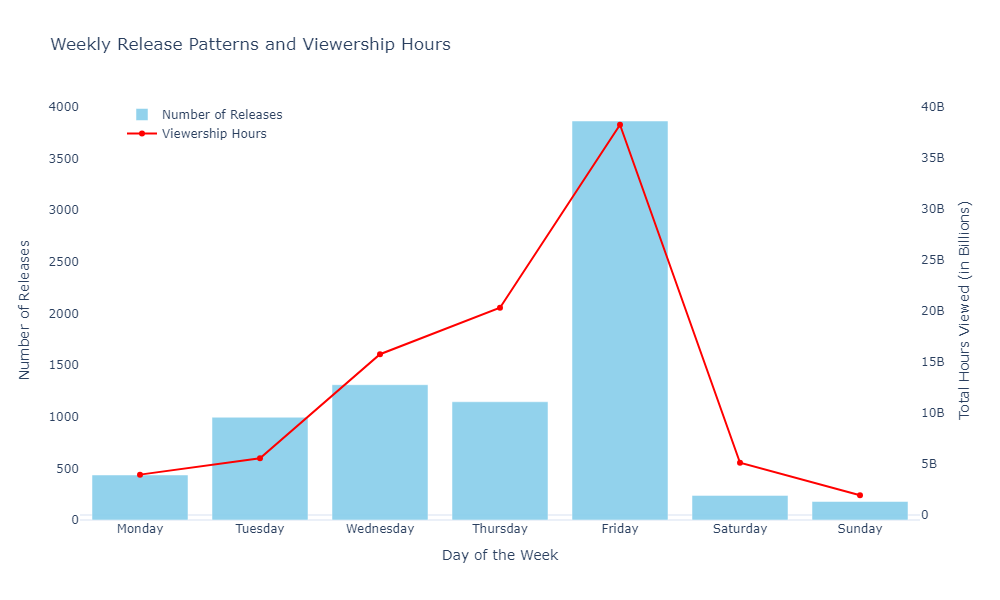 Weekly Release Patterns and Viewership Hours
Number of Releases
Viewership Hours
4000
3500
3000
2500
2000
1500
1000
500
0
Number of Releases
40B
35B
30B
25B
20B
15B
10B
5B
0
Total Hours Viewed (in Billions)
Monday Tuesday Wednesday Thursday Friday Saturday Sunday
Day of the Week